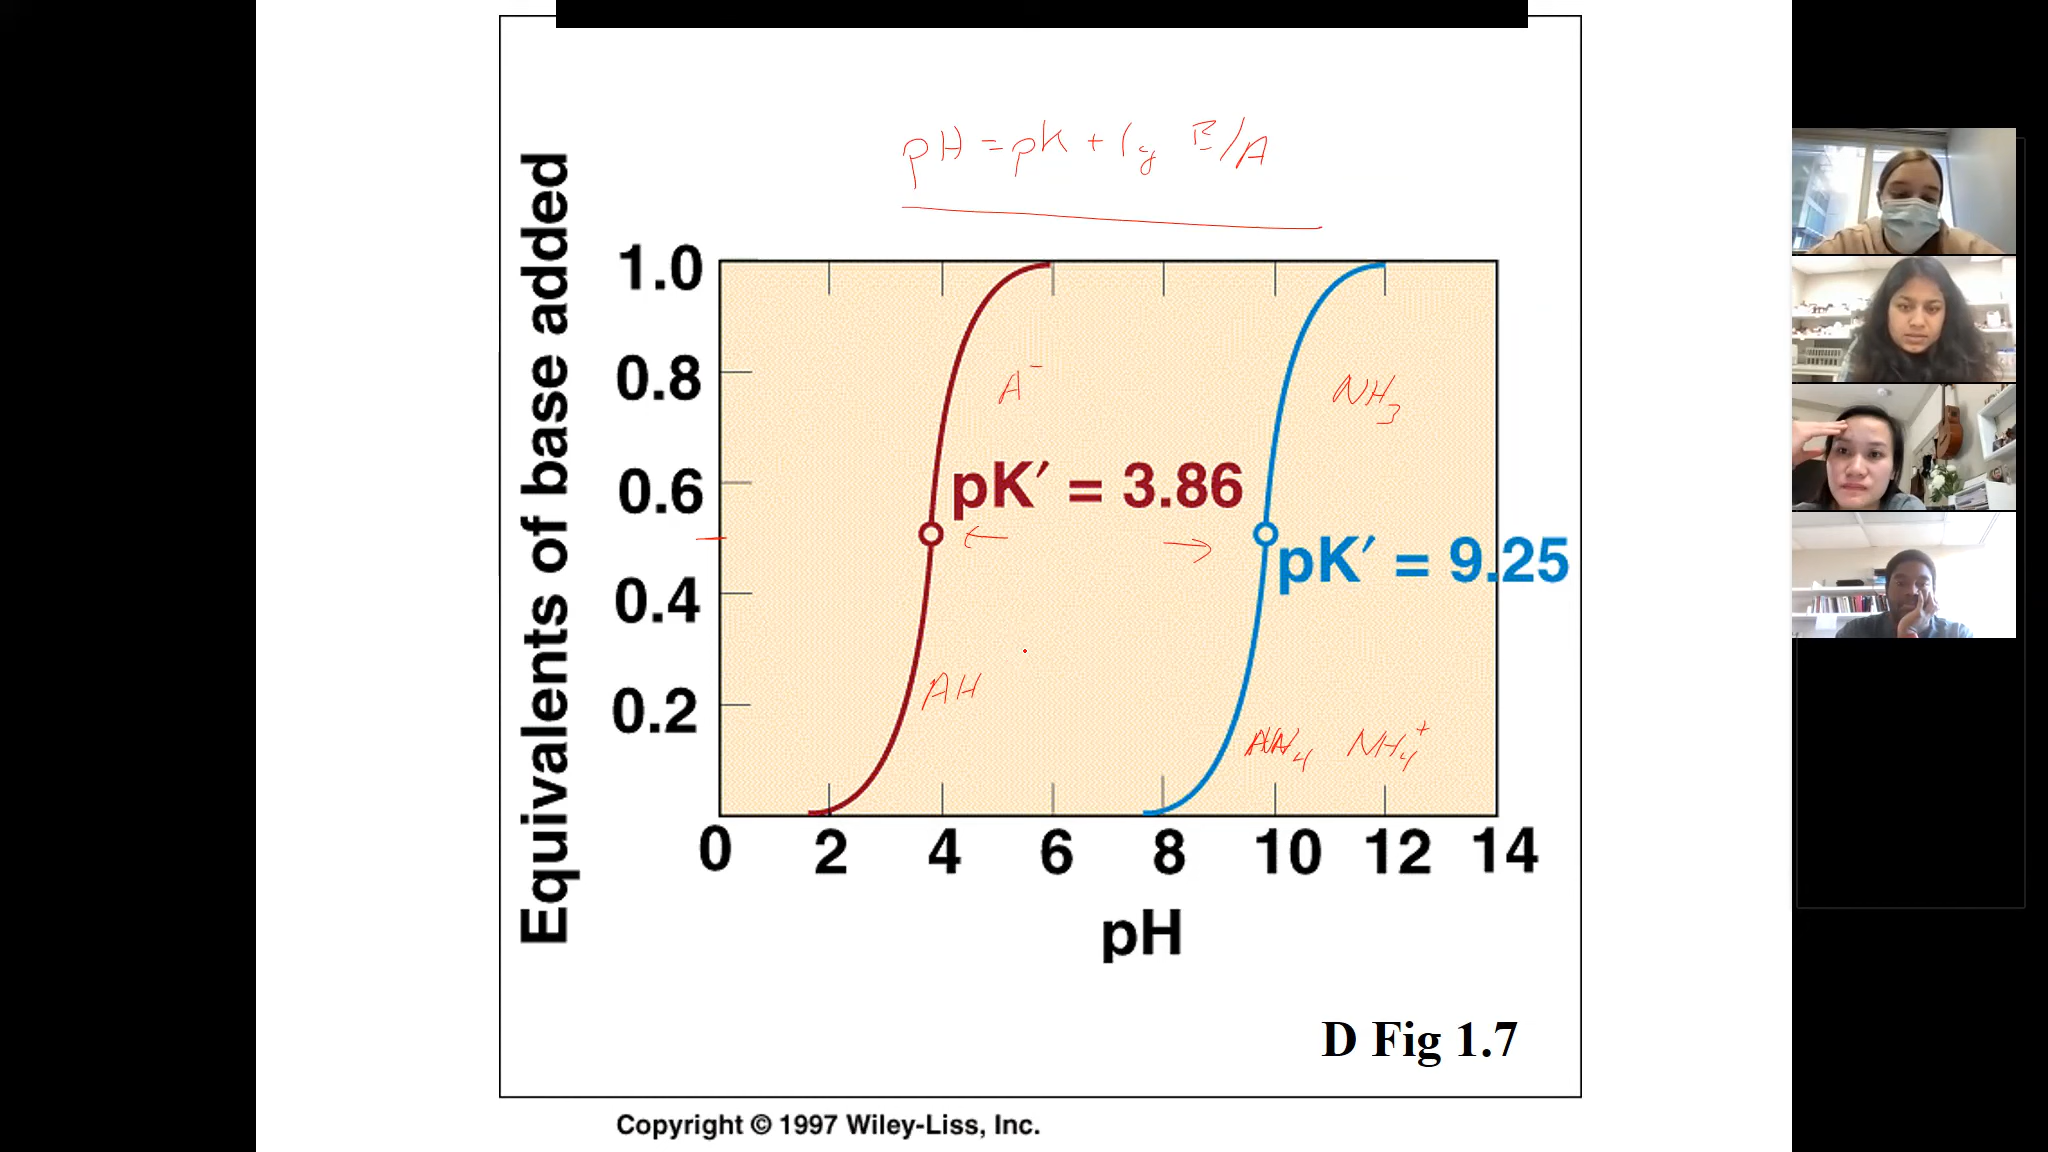 pH = pK + log B/A
Equivalents of base added
1.0
0.8
0.6
0.4
0.2
A⁻
NH₃
pK′ = 3.86
pK′ = 9.25
AH
NH₄⁺
0 2 4 6 8 10 12 14
pH
D Fig 1.7
Copyright © 1997 Wiley-Liss, Inc.